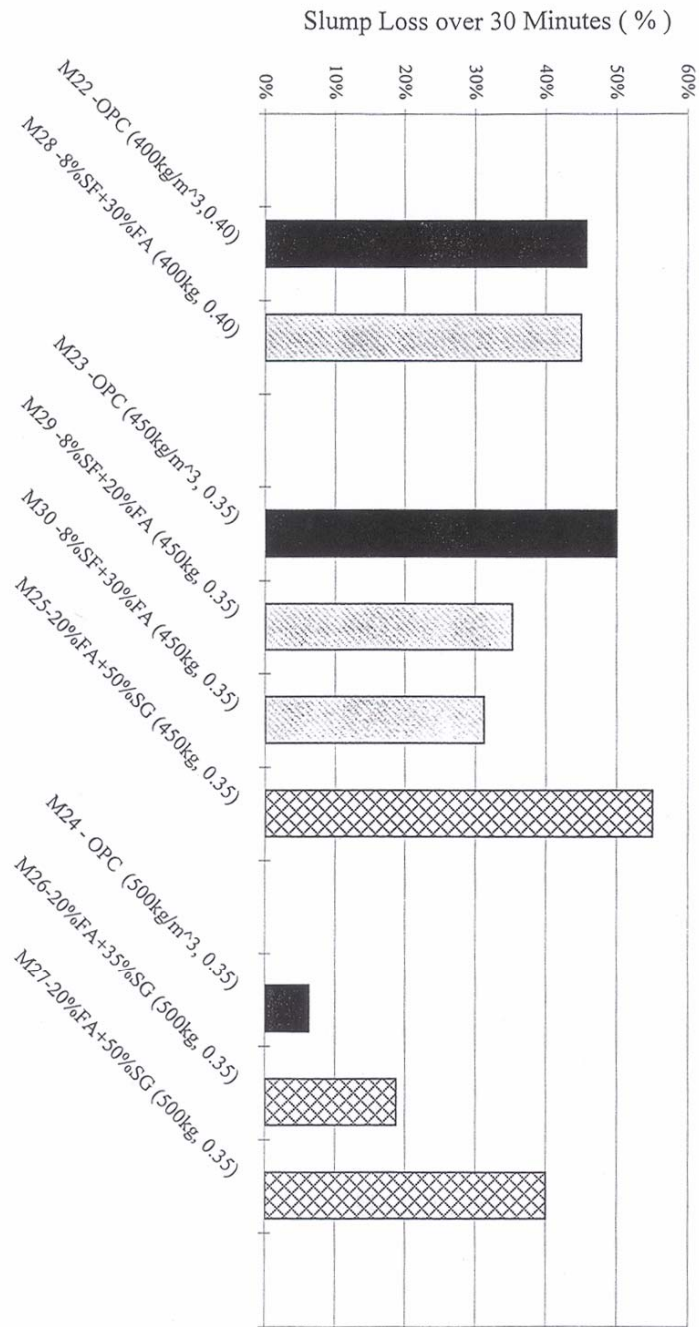 Slump Loss over 30 Minutes ( % )
60%
50%
40%
30%
20%
10%
0%
M22 -OPC (400kg/m^3,0.40)
M28 -8%SF+30%FA (400kg, 0.40)
M23 -OPC (450kg/m^3, 0.35)
M29 -8%SF+20%FA (450kg, 0.35)
M30 -8%SF+30%FA (450kg, 0.35)
M25-20%FA+50%SG (450kg, 0.35)
M24 - OPC (500kg/m^3, 0.35)
M26-20%FA+35%SG (500kg, 0.35)
M27-20%FA+50%SG (500kg, 0.35)